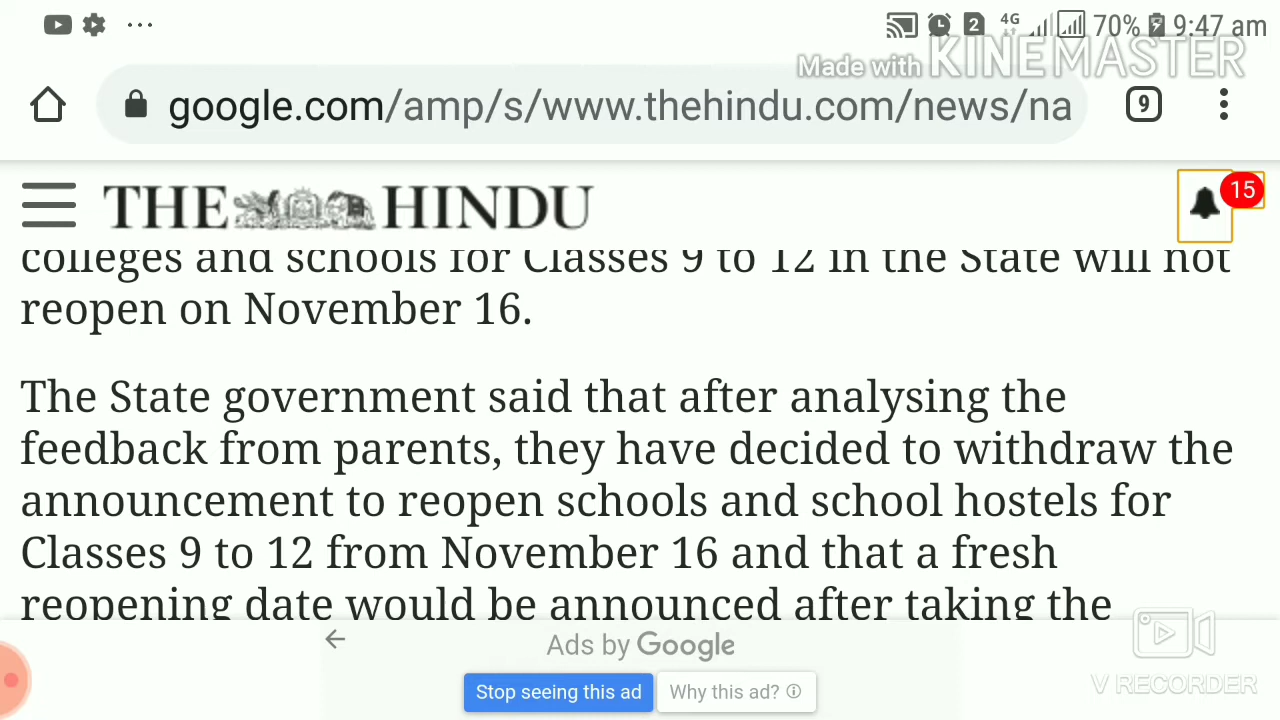 2 4G 70% 9:47 am
Made with KINEMASTER
google.com/amp/s/www.thehindu.com/news/na
9
THE HINDU
15
colleges and schools for Classes 9 to 12 in the State will not
reopen on November 16.
The State government said that after analysing the
feedback from parents, they have decided to withdraw the
announcement to reopen schools and school hostels for
Classes 9 to 12 from November 16 and that a fresh
reopening date would be announced after taking the
Ads by Google
Stop seeing this ad Why this ad?
V RECORDER